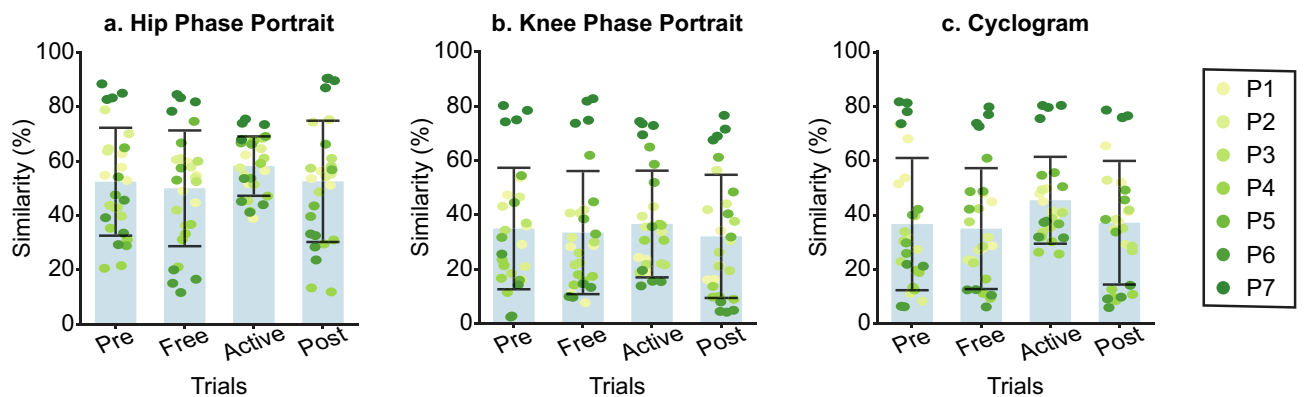 a. Hip Phase Portrait
Similarity (%)
100
80
60
40
20
0
Pre Free Active Post
Trials
b. Knee Phase Portrait
Similarity (%)
100
80
60
40
20
0
Pre Free Active Post
Trials
c. Cyclogram
Similarity (%)
100
80
60
40
20
0
Pre Free Active Post
Trials
P1
P2
P3
P4
P5
P6
P7